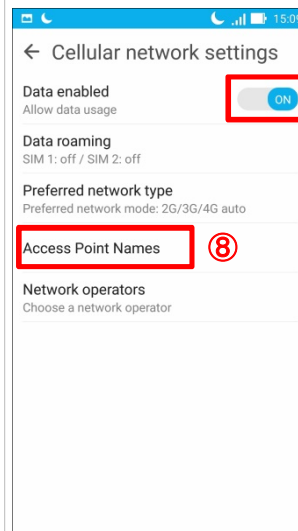 15:09
← Cellular network settings
Data enabled
Allow data usage
ON
Data roaming
SIM 1: off / SIM 2: off
Preferred network type
Preferred network mode: 2G/3G/4G auto
Access Point Names
⑧
Network operators
Choose a network operator